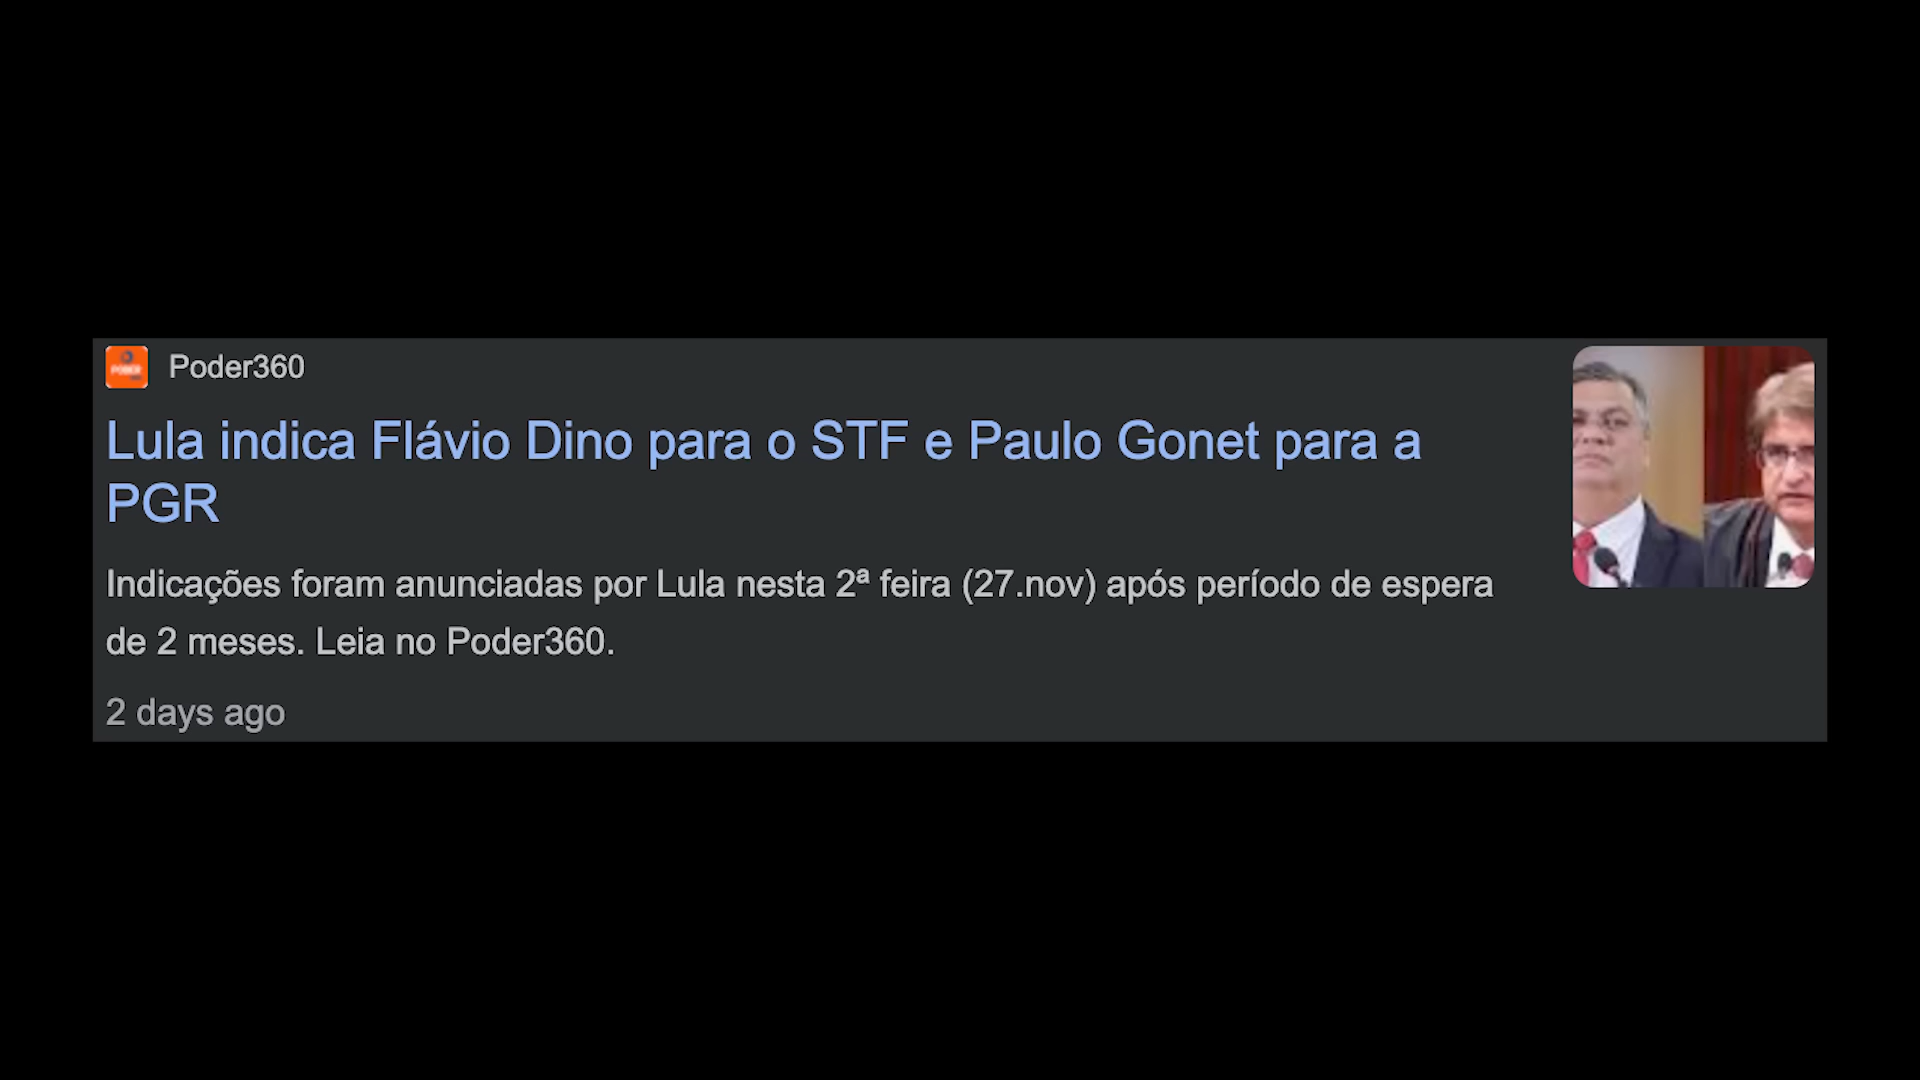 Poder360
Lula indica Flávio Dino para o STF e Paulo Gonet para a
PGR
Indicações foram anunciadas por Lula nesta 2ª feira (27.nov) após período de espera
de 2 meses. Leia no Poder360.
2 days ago